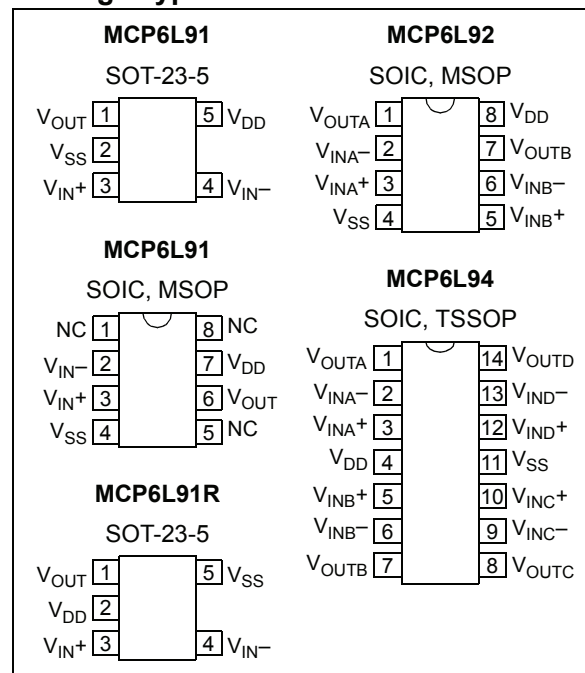 MCP6L91
SOT-23-5
VOUT 1 5 VDD
VSS 2
VIN+ 3 4 VIN–
MCP6L91
SOIC, MSOP
NC 1 8 NC
VIN– 2 7 VDD
VIN+ 3 6 VOUT
VSS 4 5 NC
MCP6L91R
SOT-23-5
VOUT 1 5 VSS
VDD 2
VIN+ 3 4 VIN–
MCP6L92
SOIC, MSOP
VOUTA 1 8 VDD
VINA– 2 7 VOUTB
VINA+ 3 6 VINB–
VSS 4 5 VINB+
MCP6L94
SOIC, TSSOP
VOUTA 1 14 VOUTD
VINA– 2 13 VIND–
VINA+ 3 12 VIND+
VDD 4 11 VSS
VINB+ 5 10 VINC+
VINB– 6 9 VINC–
VOUTB 7 8 VOUTC